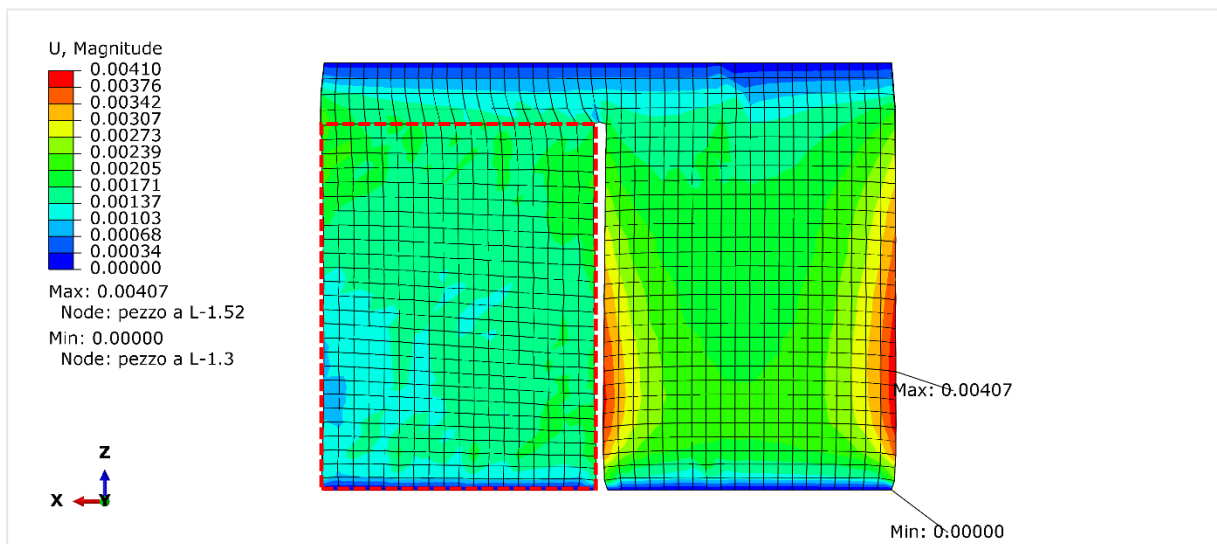 U, Magnitude
0.00410
0.00376
0.00342
0.00307
0.00273
0.00239
0.00205
0.00171
0.00137
0.00103
0.00068
0.00034
0.00000
Max: 0.00407
Node: pezzo a L-1.52
Min: 0.00000
Node: pezzo a L-1.3
Max: 0.00407
Z
X
Y
Min: 0.00000